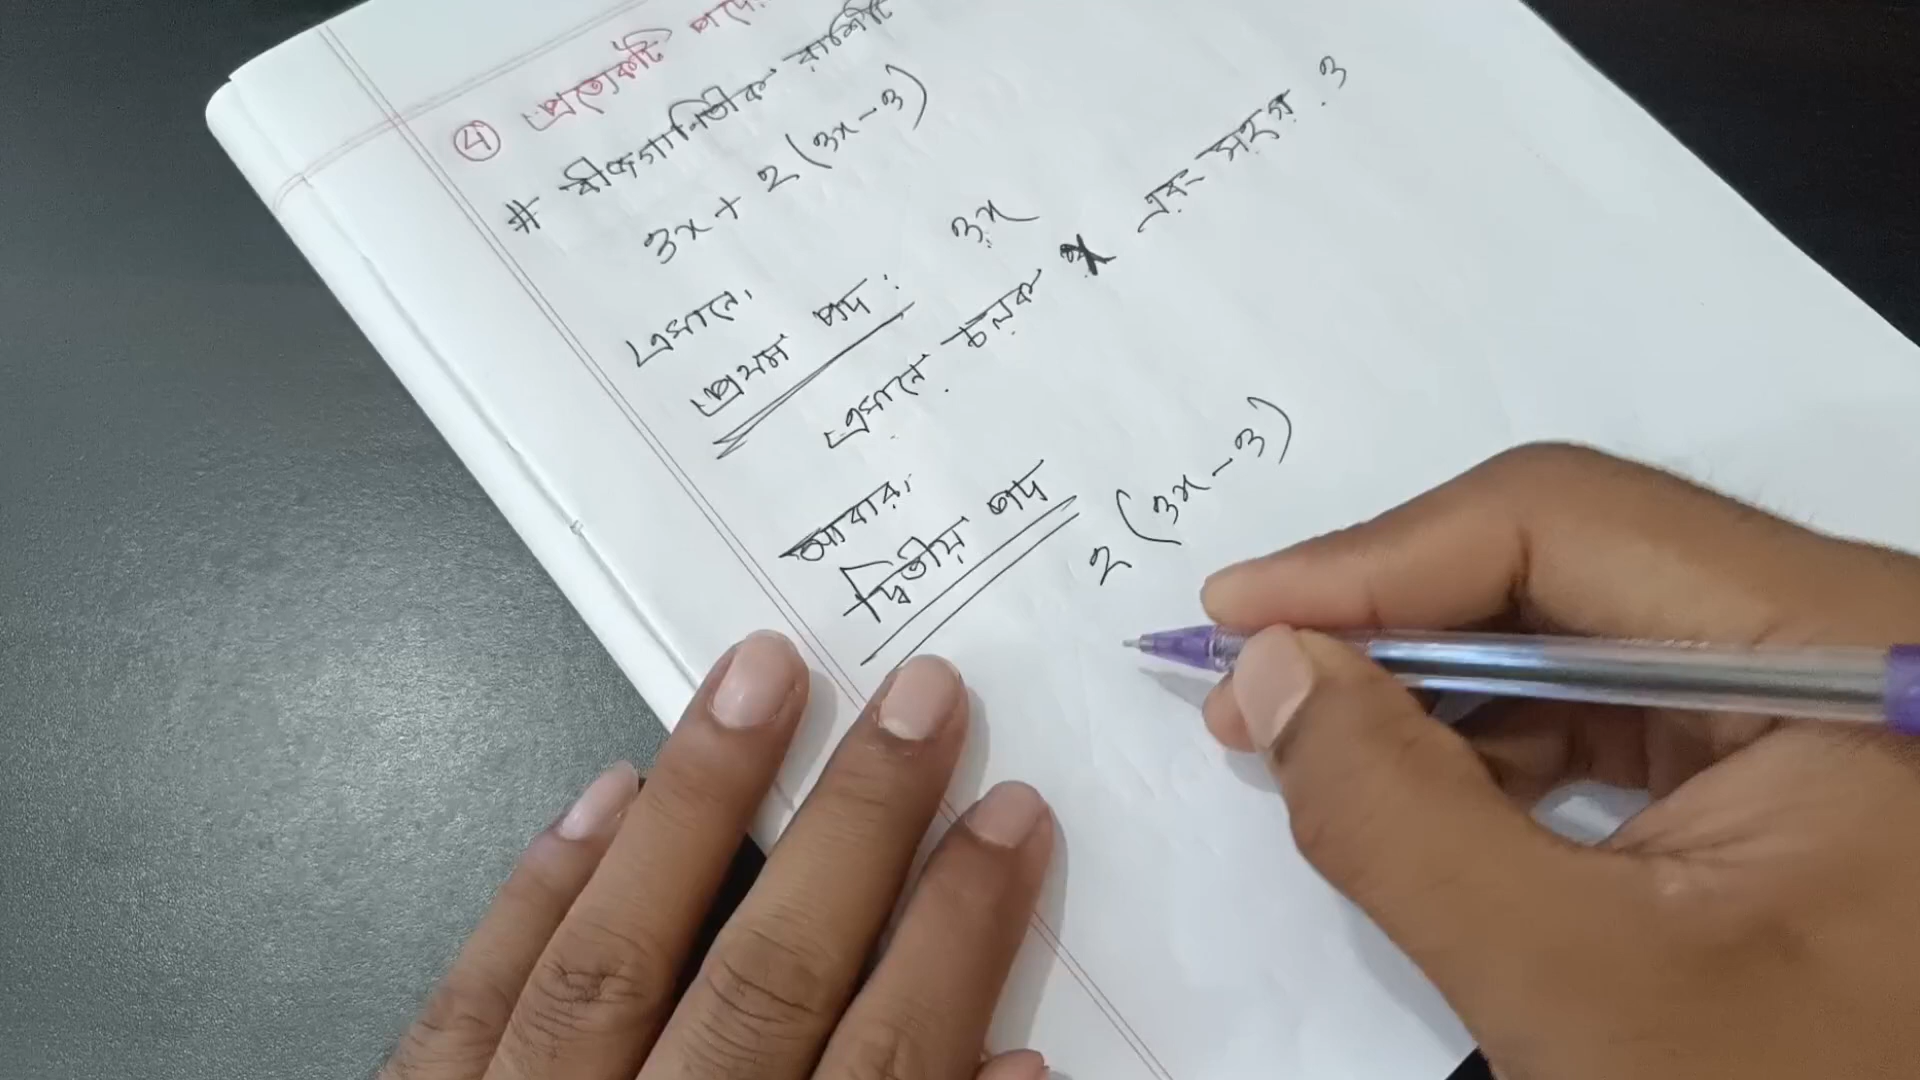 ④ প্রত্যেকটি পদে
# বীজগাণিতীক রাশিটি
3x + 2 (3x - 3)
এখানে,
প্রথম পদ : 3x
এখানে চলক x এবং সহগ 3
আবার,
দ্বিতীয় পদ 2 (3x - 3)